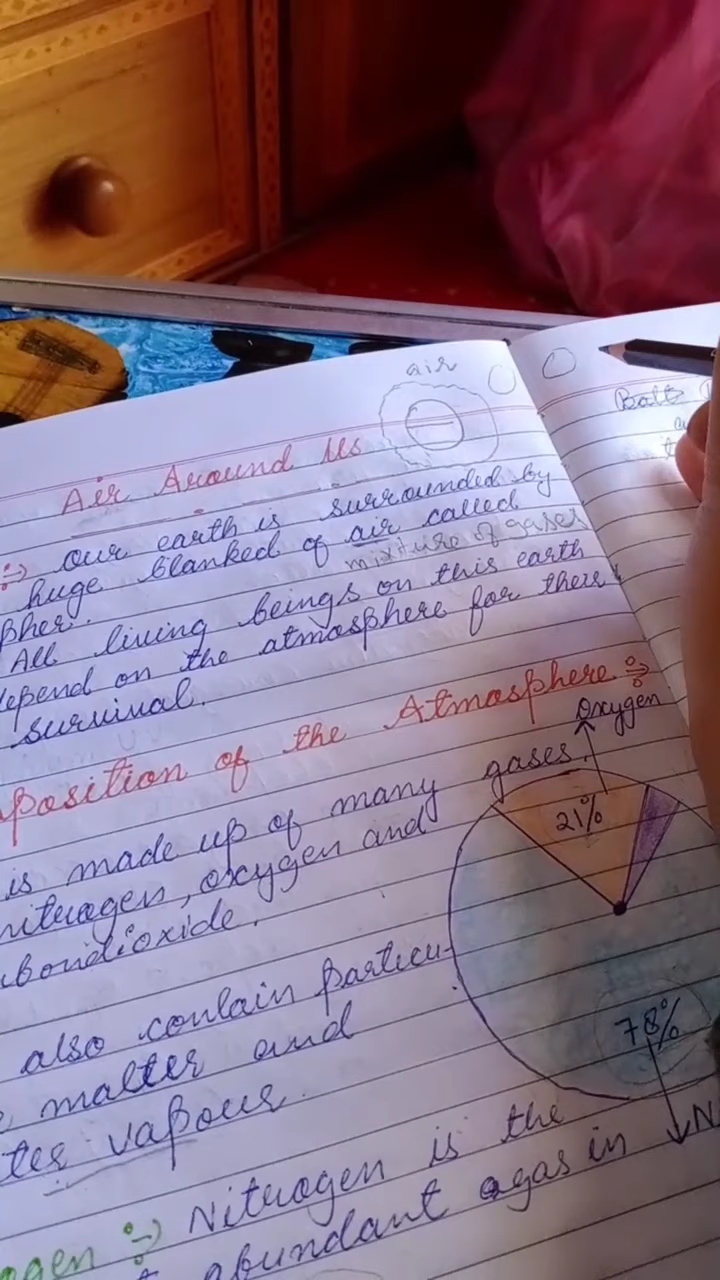 air
Air Around Us
our earth is surrounded by
huge blanked of air called
mixture of gases
pher.
All living beings on this earth
depend on the atmosphere for there
survival.
position of the Atmosphere
Oxygen
is made up of many gases.
21%
nitrogen, oxygen and
bondioxide.
also contain particu-
78%
matter and
ter vapour.
N
ogen Nitrogen is the
abundant gas in